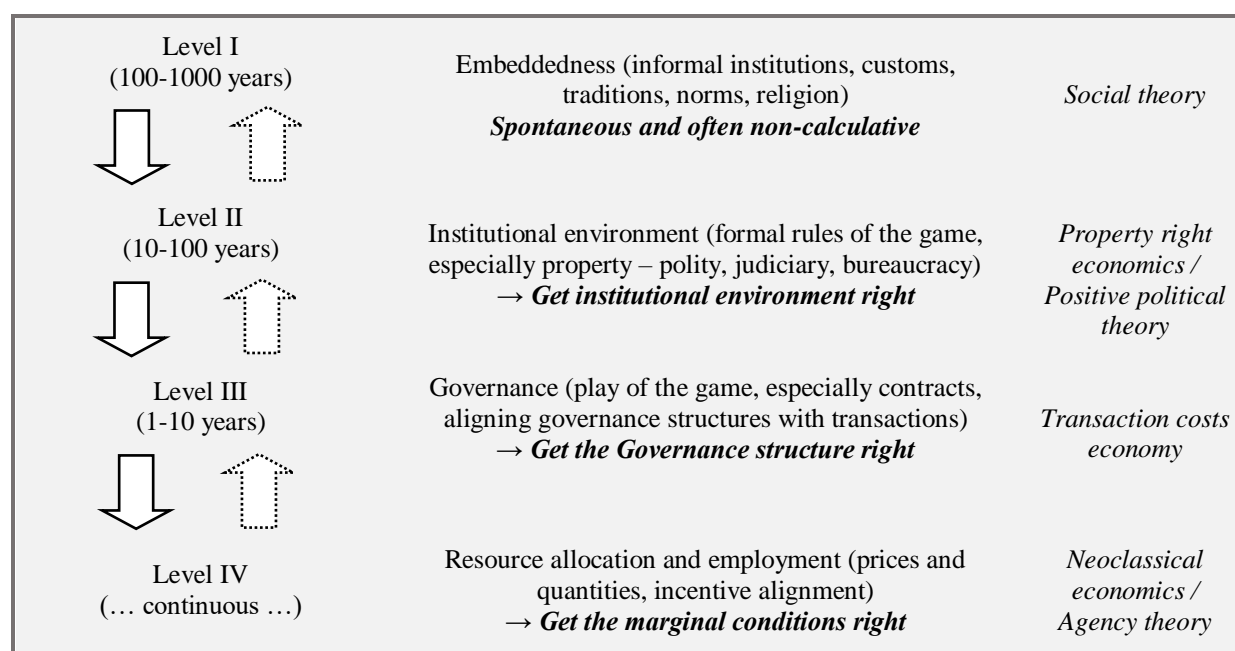 Level I
(100-1000 years)
Embeddedness (informal institutions, customs,
traditions, norms, religion)
Spontaneous and often non-calculative
Social theory
Level II
(10-100 years)
Institutional environment (formal rules of the game,
especially property – polity, judiciary, bureaucracy)
→ Get institutional environment right
Property right
economics /
Positive political
theory
Level III
(1-10 years)
Governance (play of the game, especially contracts,
aligning governance structures with transactions)
→ Get the Governance structure right
Transaction costs
economy
Level IV
(… continuous …)
Resource allocation and employment (prices and
quantities, incentive alignment)
→ Get the marginal conditions right
Neoclassical
economics /
Agency theory